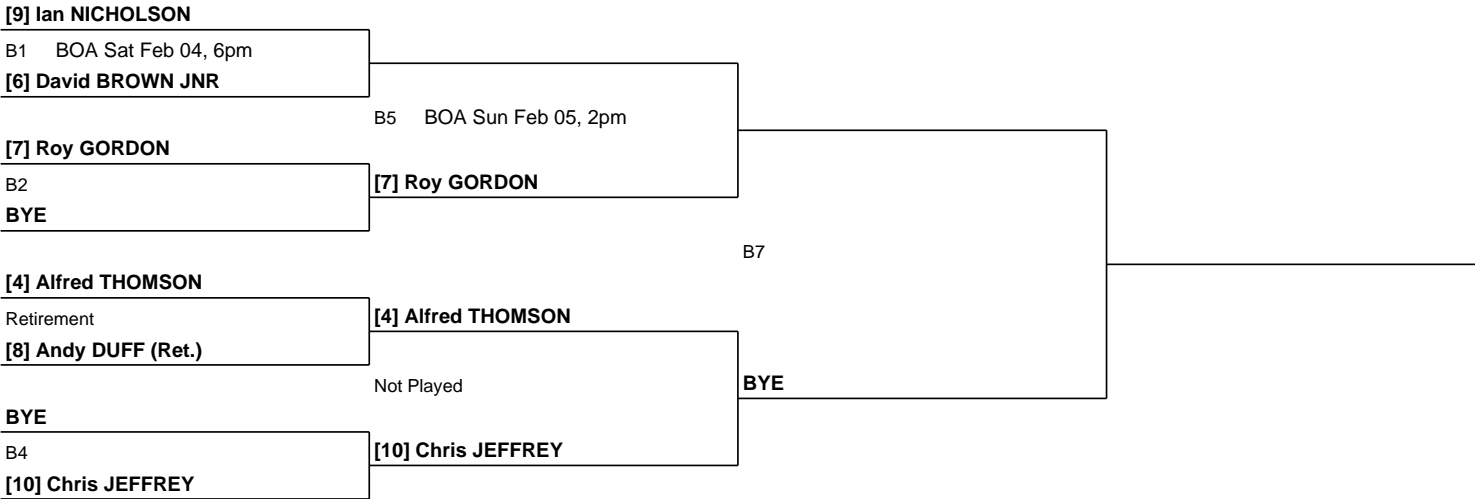 [9] Ian NICHOLSON
B1 BOA Sat Feb 04, 6pm
[6] David BROWN JNR
B5 BOA Sun Feb 05, 2pm
[7] Roy GORDON
B2
[7] Roy GORDON
BYE
B7
[4] Alfred THOMSON
Retirement
[4] Alfred THOMSON
[8] Andy DUFF (Ret.)
Not Played
BYE
BYE
B4
[10] Chris JEFFREY
[10] Chris JEFFREY